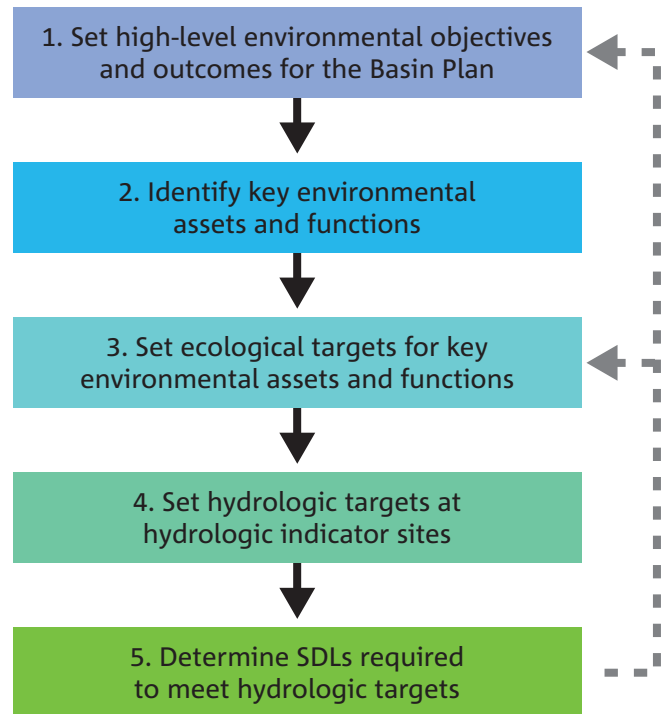 1. Set high-level environmental objectives
and outcomes for the Basin Plan
2. Identify key environmental
assets and functions
3. Set ecological targets for key
environmental assets and functions
4. Set hydrologic targets at
hydrologic indicator sites
5. Determine SDLs required
to meet hydrologic targets